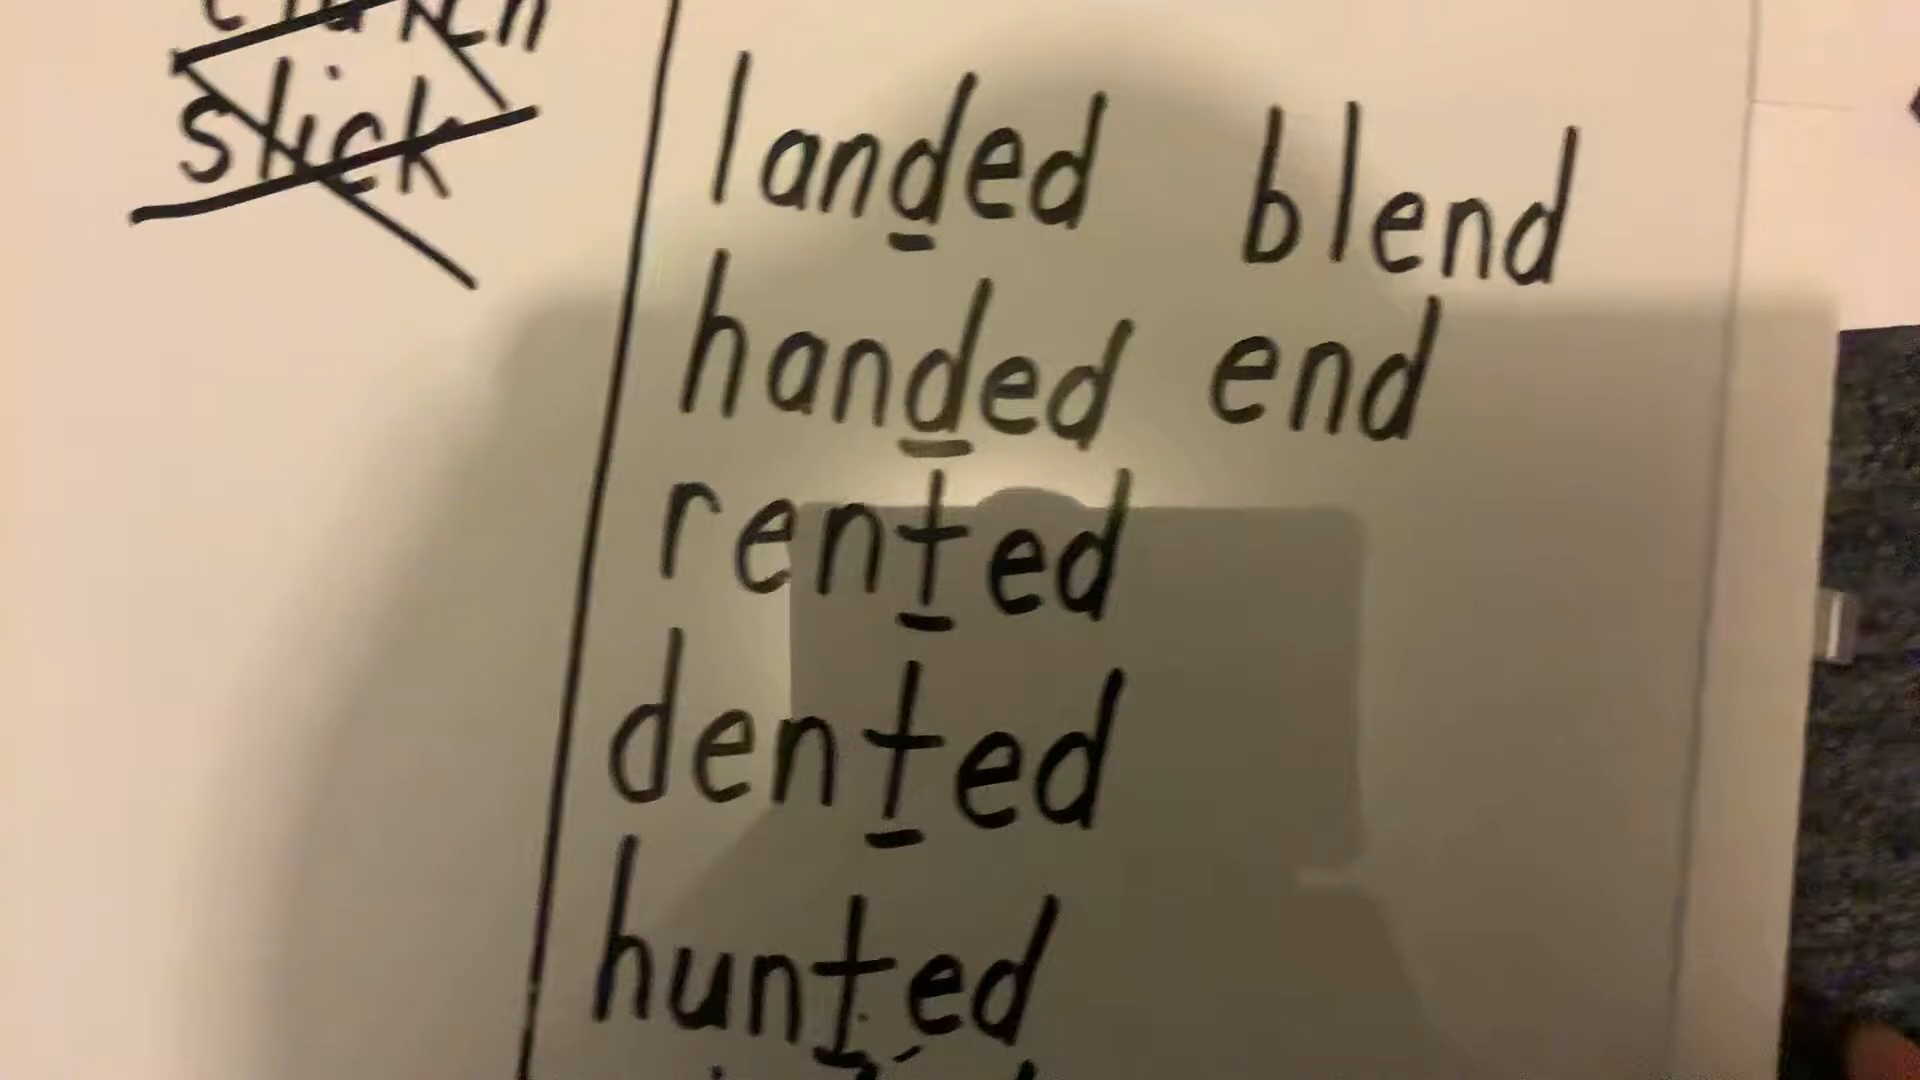 slick
landed blend
handed end
rented
dented
hunted